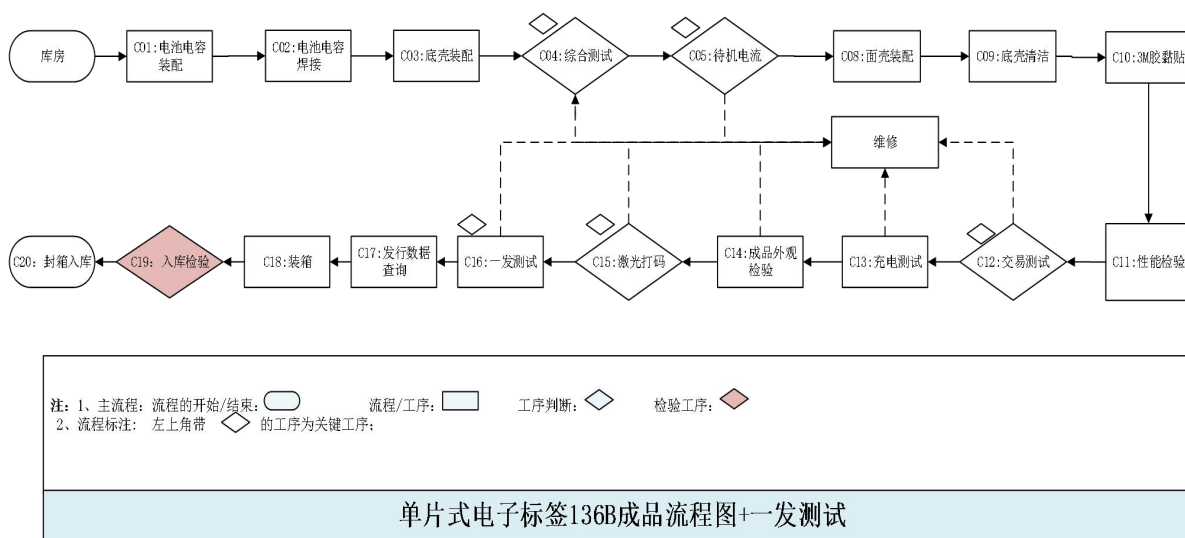 库房
C01:电池电容
装配
C02:电池电容
焊接
C03:底壳装配
C04:综合测试
C05:待机电流
C08:面壳装配
C09:底壳清洁
C10:3M胶黏贴
维修
C20: 封箱入库
C19: 入库检验
C18:装箱
C17:发行数据
查询
C16:一发测试
C15:激光打码
C14:成品外观
检验
C13:充电测试
C12:交易测试
C11:性能检验
注: 1、主流程: 流程的开始/结束: 流程/工序: 工序判断: 检验工序:
2、流程标注: 左上角带 的工序为关键工序;
单片式电子标签136B成品流程图+一发测试